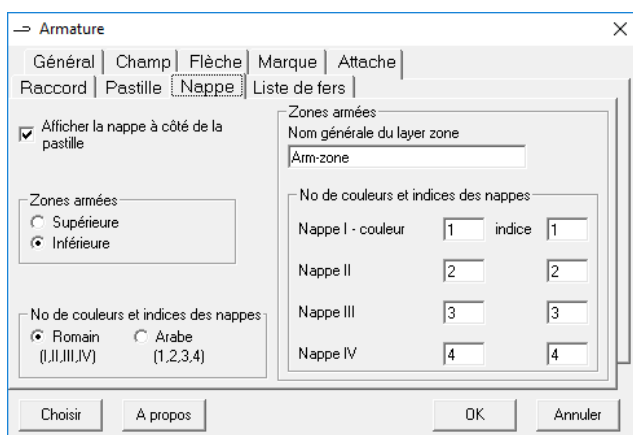 Armature
Général Champ Flèche Marque Attache
Raccord Pastille Nappe Liste de fers
Afficher la nappe à côté de la
pastille
Zones armées
Supérieure
Inférieure
No de couleurs et indices des nappes
Romain Arabe
(I,II,III,IV) (1,2,3,4)
Zones armées
Nom générale du layer zone
Arm-zone
No de couleurs et indices des nappes
Nappe I - couleur 1 indice 1
Nappe II 2 2
Nappe III 3 3
Nappe IV 4 4
Choisir A propos OK Annuler